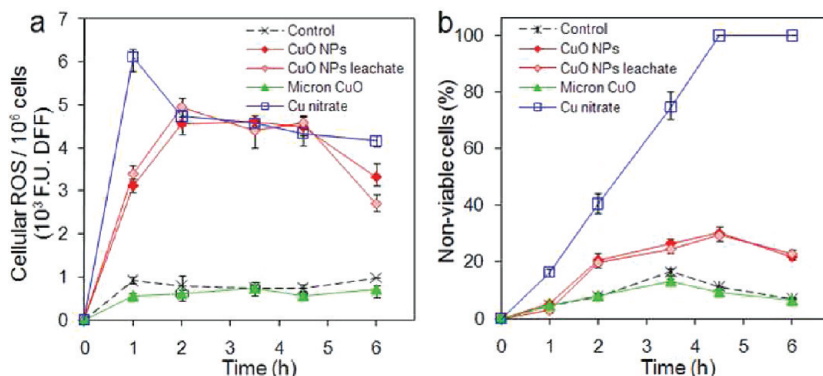 a
Cellular ROS / 10⁶ cells
(10³ F.U. DFF)
7
6
5
4
3
2
1
0
Control
CuO NPs
CuO NPs leachate
Micron CuO
Cu nitrate
0 1 2 3 4 5 6
Time (h)
b
Non-viable cells (%)
100
80
60
40
20
0
Control
CuO NPs
CuO NPs leachate
Micron CuO
Cu nitrate
0 1 2 3 4 5 6
Time (h)